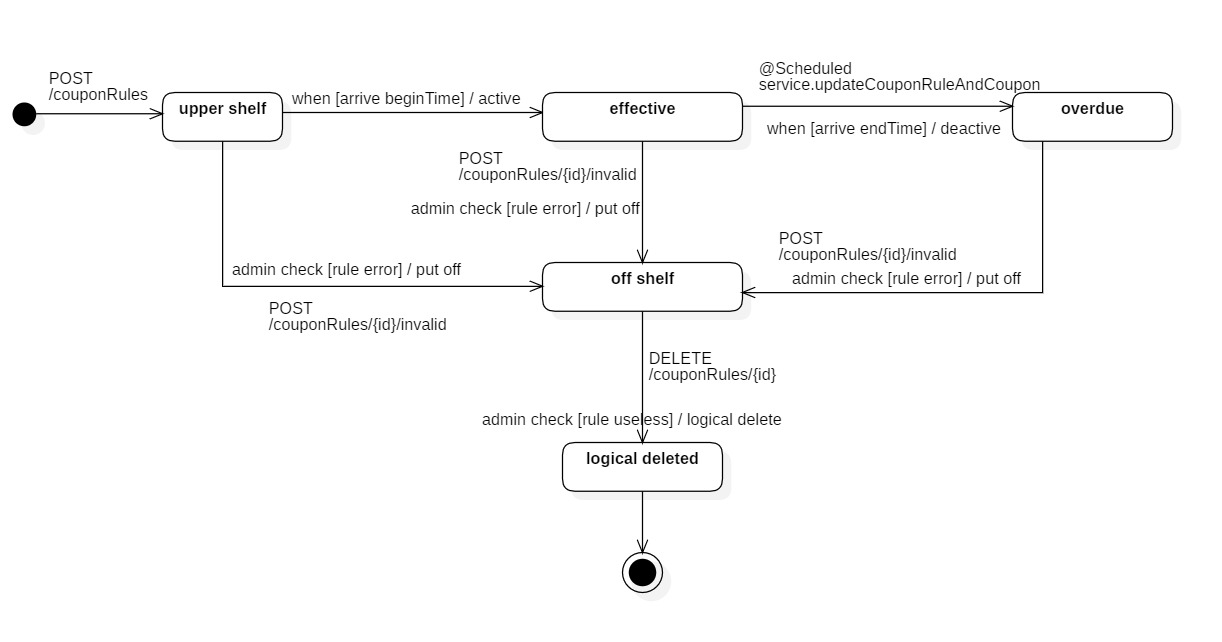 POST
/couponRules
upper shelf
when [arrive beginTime] / active
effective
@Scheduled
service.updateCouponRuleAndCoupon
when [arrive endTime] / deactive
overdue
POST
/couponRules/{id}/invalid
admin check [rule error] / put off
admin check [rule error] / put off
POST
/couponRules/{id}/invalid
off shelf
POST
/couponRules/{id}/invalid
admin check [rule error] / put off
DELETE
/couponRules/{id}
admin check [rule useless] / logical delete
logical deleted